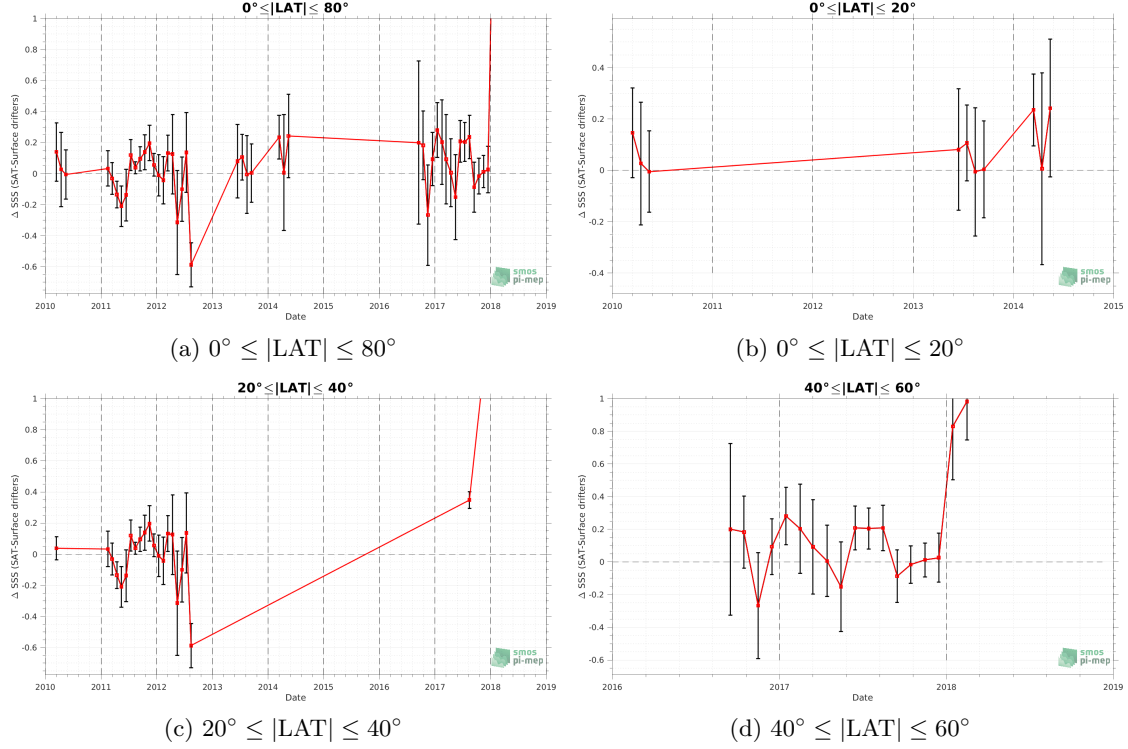 0°≤|LAT|≤ 80°
1
0.8
0.6
0.4
0.2
0
-0.2
-0.4
-0.6
Δ SSS (SAT-Surface drifters)
2010 2011 2012 2013 2014 2015 2016 2017 2018 2019
Date
smos
pi-mep
(a) 0° ≤ |LAT| ≤ 80°
0°≤|LAT|≤ 20°
0.4
0.2
0
-0.2
-0.4
Δ SSS (SAT-Surface drifters)
2010 2011 2012 2013 2014 2015
Date
smos
pi-mep
(b) 0° ≤ |LAT| ≤ 20°
20°≤|LAT|≤ 40°
1
0.8
0.6
0.4
0.2
0
-0.2
-0.4
-0.6
Δ SSS (SAT-Surface drifters)
2010 2011 2012 2013 2014 2015 2016 2017 2018 2019
Date
smos
pi-mep
(c) 20° ≤ |LAT| ≤ 40°
40°≤|LAT|≤ 60°
1
0.8
0.6
0.4
0.2
0
-0.2
-0.4
-0.6
Δ SSS (SAT-Surface drifters)
2016 2017 2018 2019
Date
smos
pi-mep
(d) 40° ≤ |LAT| ≤ 60°